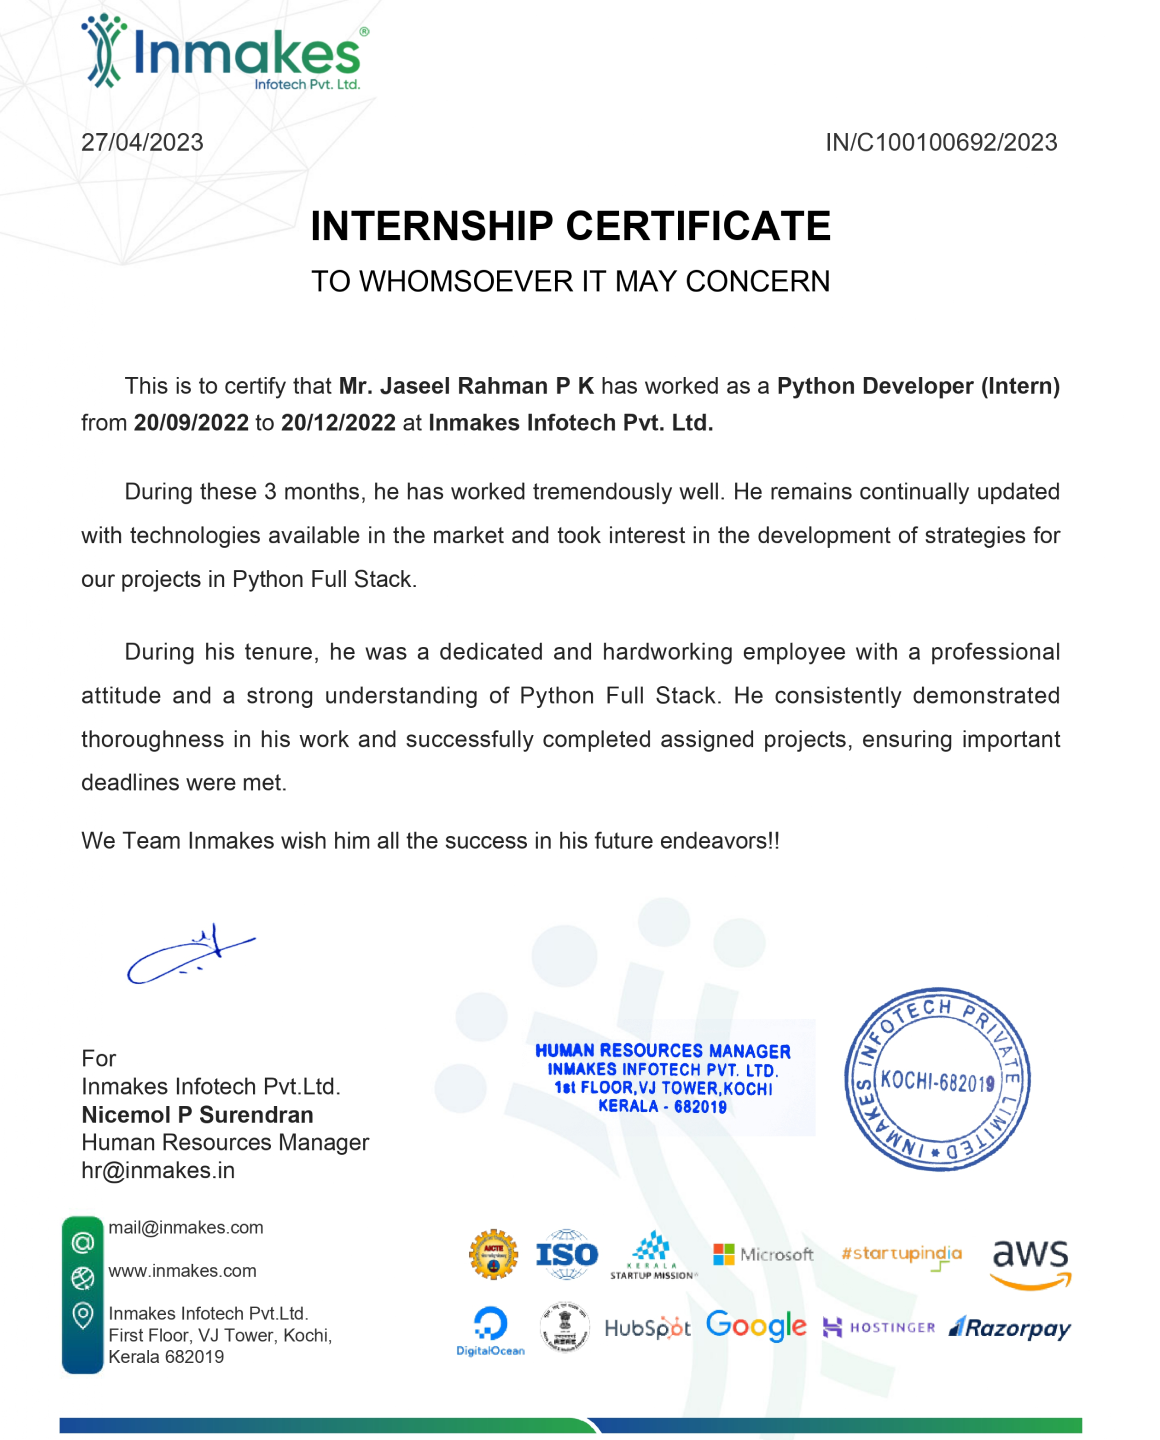 Inmakes®
Infotech Pvt. Ltd.
27/04/2023 IN/C100100692/2023
INTERNSHIP CERTIFICATE
TO WHOMSOEVER IT MAY CONCERN
This is to certify that Mr. Jaseel Rahman P K has worked as a Python Developer (Intern)
from 20/09/2022 to 20/12/2022 at Inmakes Infotech Pvt. Ltd.
During these 3 months, he has worked tremendously well. He remains continually updated
with technologies available in the market and took interest in the development of strategies for
our projects in Python Full Stack.
During his tenure, he was a dedicated and hardworking employee with a professional
attitude and a strong understanding of Python Full Stack. He consistently demonstrated
thoroughness in his work and successfully completed assigned projects, ensuring important
deadlines were met.
We Team Inmakes wish him all the success in his future endeavors!!
For
Inmakes Infotech Pvt.Ltd.
Nicemol P Surendran
Human Resources Manager
hr@inmakes.in
HUMAN RESOURCES MANAGER
INMAKES INFOTECH PVT. LTD.
1st FLOOR,VJ TOWER,KOCHI
KERALA - 682019
INMAKES INFOTECH PRIVATE LIMITED *
KOCHI-682019
mail@inmakes.com
www.inmakes.com
Inmakes Infotech Pvt.Ltd.
First Floor, VJ Tower, Kochi,
Kerala 682019
AICTE
ISO
KERALA
STARTUP MISSION
Microsoft
#startupindia
aws
DigitalOcean
HubSpot
Google
HOSTINGER
Razorpay